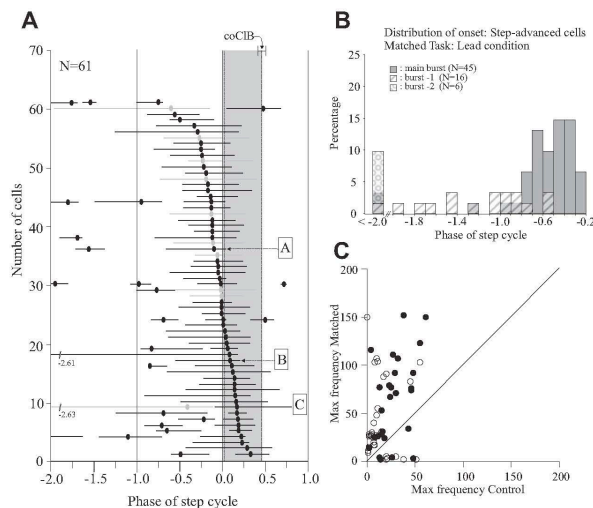 A
coClB
N=61
Number of cells
70
60
50
40
30
20
10
0
A
B
C
-2.61
-2.63
-2.0
-1.5
-1.0
-0.5
0.0
0.5
1.0
Phase of step cycle
B
Distribution of onset: Step-advanced cells
Matched Task: Lead condition
: main burst (N=45)
: burst -1 (N=16)
: burst -2 (N=6)
Percentage
25
20
15
10
5
0
< -2.0
-1.8
-1.4
-1.0
-0.6
-0.2
Phase of step cycle
C
Max frequency Matched
200
150
100
50
0
0
50
100
150
200
Max frequency Control